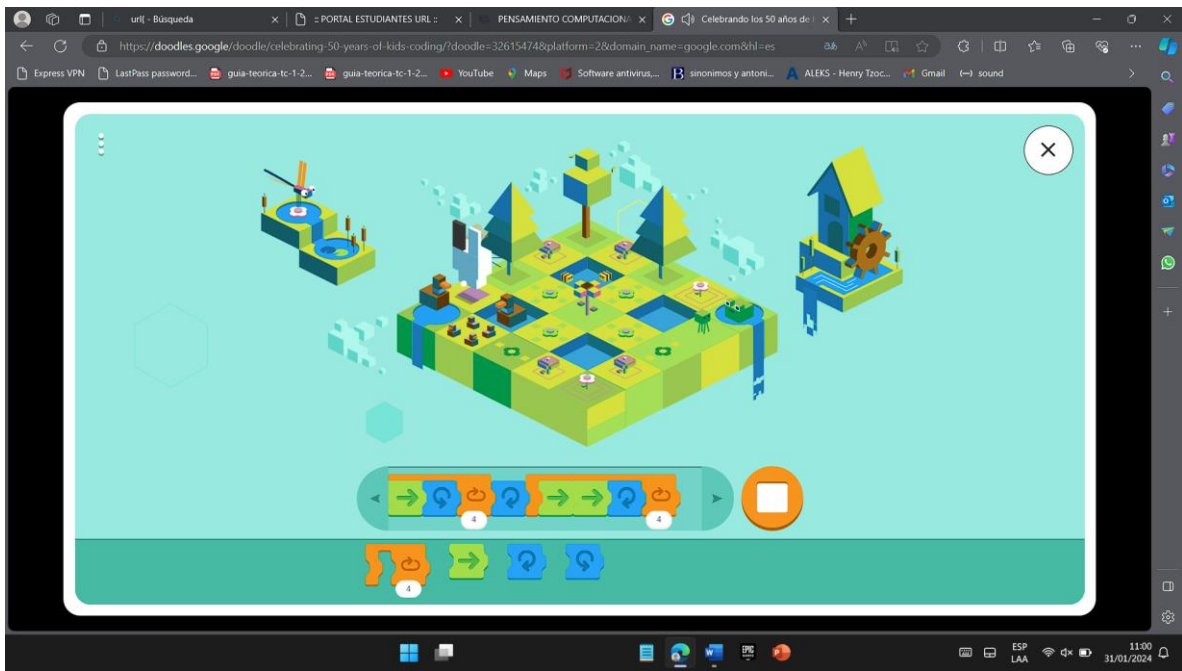 url( - Búsqueda
:: PORTAL ESTUDIANTES URL ::
PENSAMIENTO COMPUTACIONA
Celebrando los 50 años de
https://doodles.google/doodle/celebrating-50-years-of-kids-coding/?doodle=32615474&platform=2&domain_name=google.com&hl=es
Express VPN
LastPass password...
guia-teorica-tc-1-2...
guia-teorica-tc-1-2...
YouTube
Maps
Software antivirus,...
sinonimos y antoni...
ALEKS - Henry Tzoc...
Gmail
sound
4
4
4
ESP
LAA
11:00
31/01/2024